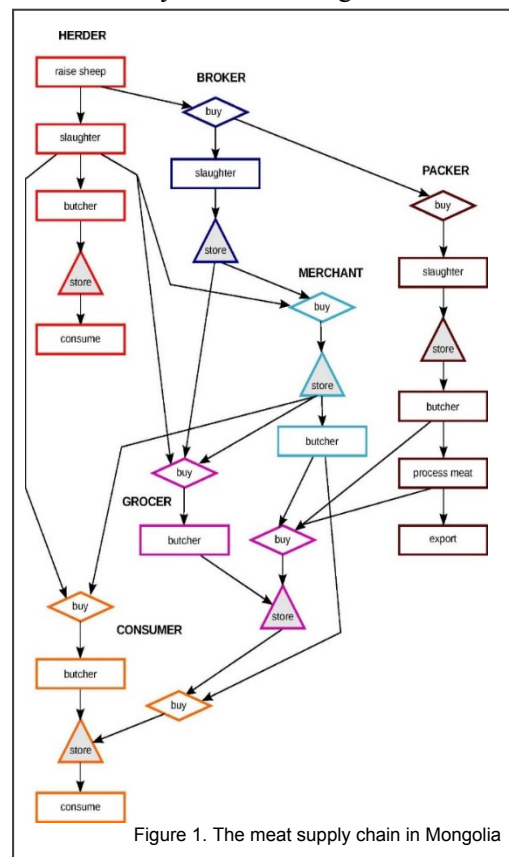 HERDER
raise sheep
BROKER
buy
slaughter
slaughter
PACKER
buy
butcher
store
store
MERCHANT
slaughter
buy
consume
store
store
butcher
butcher
buy
process meat
GROCER
butcher
buy
export
store
buy
CONSUMER
butcher
buy
store
consume
Figure 1. The meat supply chain in Mongolia